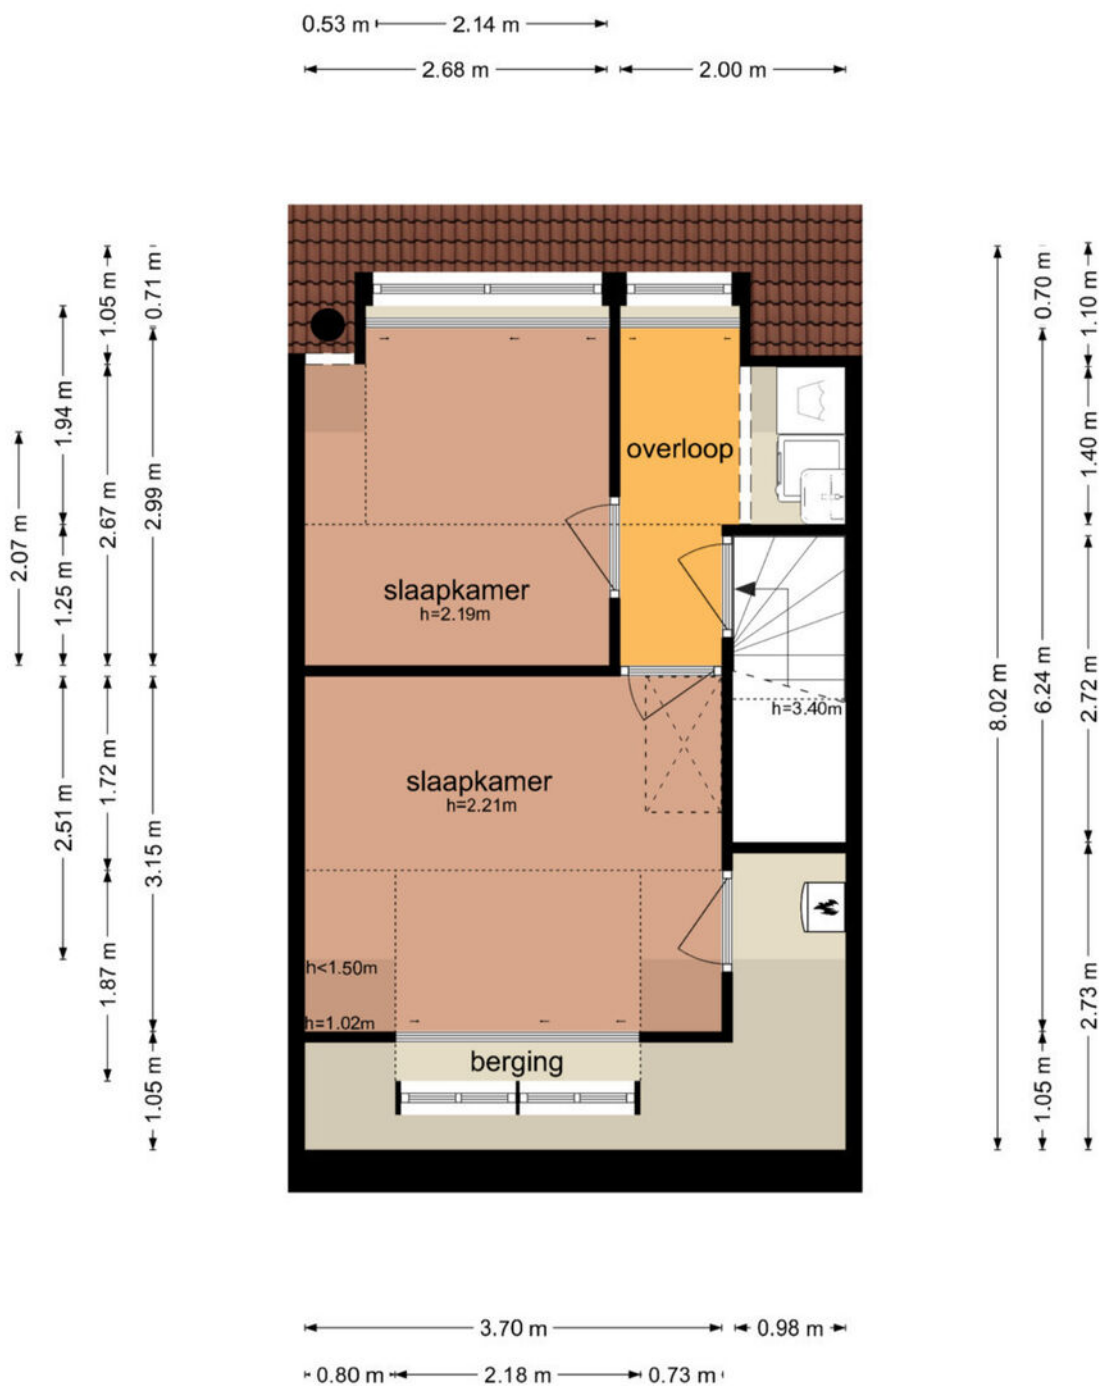 0.53 m 2.14 m
2.68 m 2.00 m
1.05 m
0.71 m
0.70 m
1.10 m
1.94 m
2.07 m
1.25 m
2.67 m
2.99 m
1.40 m
overloop
slaapkamer
h=2.19m
8.02 m
6.24 m
2.72 m
h=3.40m
slaapkamer
h=2.21m
2.51 m
1.72 m
3.15 m
1.87 m
h<1.50m
h=1.02m
berging
1.05 m
1.05 m
2.73 m
3.70 m 0.98 m
0.80 m 2.18 m 0.73 m